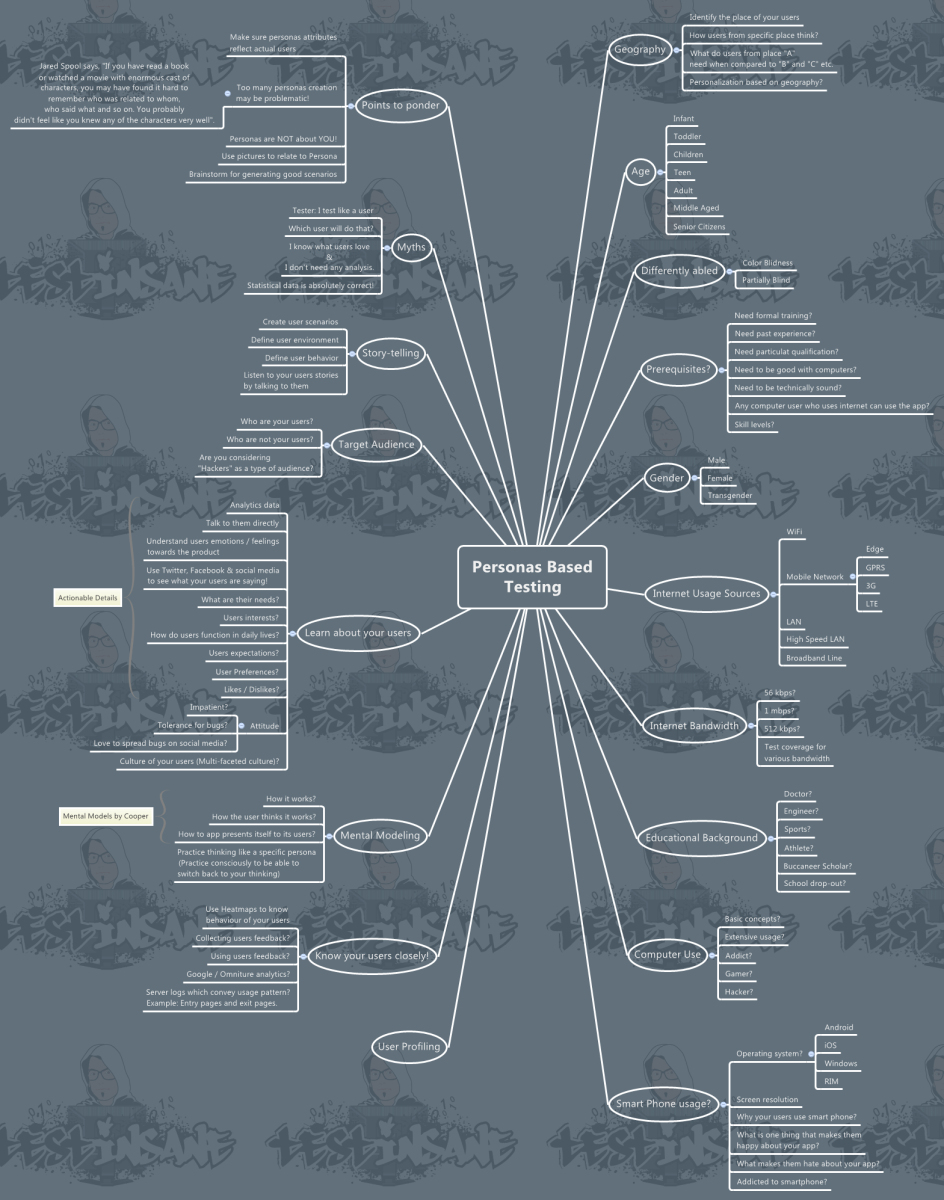 Personas Based
Testing
Geography
Identify the place of your users
How users from specific place think?
What do users from place "A"
need when compared to "B" and "C" etc.
Personalization based on geography?
Age
Infant
Toddler
Children
Teen
Adult
Middle Aged
Senior Citizens
Differently abled
Color Blidness
Partially Blind
Prerequisites?
Need formal training?
Need past experience?
Need particulat qualification?
Need to be good with computers?
Need to be technically sound?
Any computer user who uses internet can use the app?
Skill levels?
Gender
Male
Female
Transgender
Internet Usage Sources
WiFi
Mobile Network
Edge
GPRS
3G
LTE
LAN
High Speed LAN
Broadband Line
Internet Bandwidth
56 kbps?
1 mbps?
512 kbps?
Test coverage for
various bandwidth
Educational Background
Doctor?
Engineer?
Sports?
Athlete?
Buccaneer Scholar?
School drop-out?
Computer Use
Basic concepts?
Extensive usage?
Addict?
Gamer?
Hacker?
Smart Phone usage?
Operating system?
Android
iOS
Windows
RIM
Screen resolution
Why your users use smart phone?
What is one thing that makes them
happy about your app?
What makes them hate about your app?
Addicted to smartphone?
Points to ponder
Make sure personas attributes
reflect actual users
Too many personas creation
may be problematic!
Jared Spool says, "If you have read a book
or watched a movie with enormous cast of
characters, you may have found it hard to
remember who was related to whom,
who said what and so on. You probably
didn't feel like you knew any of the characters very well".
Personas are NOT about YOU!
Use pictures to relate to Persona
Brainstorm for generating good scenarios
Myths
Tester: I test like a user
Which user will do that?
I know what users love
&
I don't need any analysis.
Statistical data is absolutely correct!
Story-telling
Create user scenarios
Define user environment
Define user behavior
Listen to your users stories
by talking to them
Target Audience
Who are your users?
Who are not your users?
Are you considering
"Hackers" as a type of audience?
Learn about your users
Actionable Details
Analytics data
Talk to them directly
Understand users emotions / feelings
towards the product
Use Twitter, Facebook & social media
to see what your users are saying!
What are their needs?
Users interests?
How do users function in daily lives?
Users expectations?
User Preferences?
Likes / Dislikes?
Attitude
Impatient?
Tolerance for bugs?
Love to spread bugs on social media?
Culture of your users (Multi-faceted culture)?
Mental Modeling
Mental Models by Cooper
How it works?
How the user thinks it works?
How to app presents itself to its users?
Practice thinking like a specific persona
(Practice consciously to be able to
switch back to your thinking)
Know your users closely!
Use Heatmaps to know
behaviour of your users
Collecting users feedback?
Using users feedback?
Google / Omniture analytics?
Server logs which convey usage pattern?
Example: Entry pages and exit pages.
User Profiling